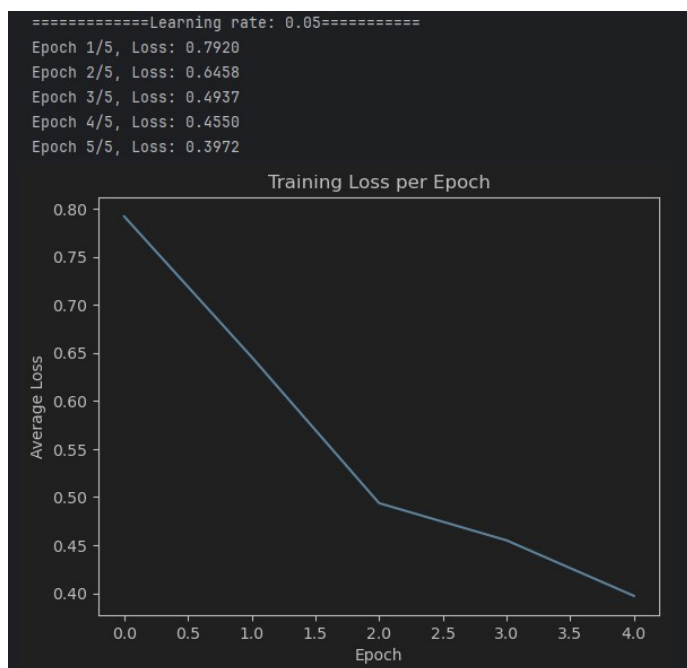 =============Learning rate: 0.05===========
Epoch 1/5, Loss: 0.7920
Epoch 2/5, Loss: 0.6458
Epoch 3/5, Loss: 0.4937
Epoch 4/5, Loss: 0.4550
Epoch 5/5, Loss: 0.3972
Training Loss per Epoch
0.80
0.75
0.70
0.65
0.60
0.55
0.50
0.45
0.40
Average Loss
0.0 0.5 1.0 1.5 2.0 2.5 3.0 3.5 4.0
Epoch